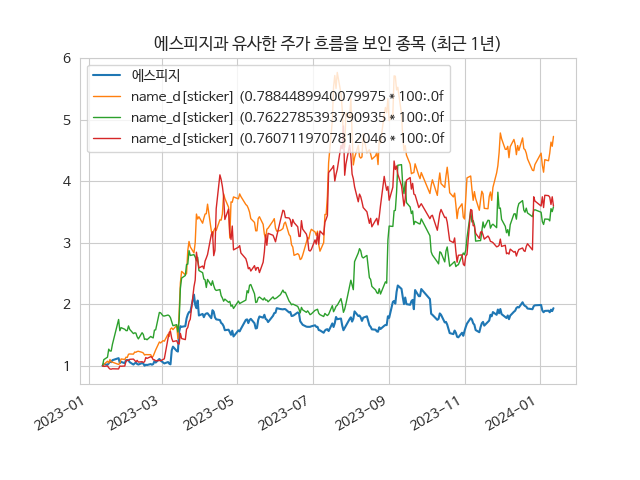 에스피지과 유사한 주가 흐름을 보인 종목 (최근 1년)
에스피지
name_d[sticker] (0.7884489940079975 * 100:.0f
name_d[sticker] (0.7622785393790935 * 100:.0f
name_d[sticker] (0.7607119707812046 * 100:.0f
6
5
4
3
2
1
2023-01
2023-03
2023-05
2023-07
2023-09
2023-11
2024-01